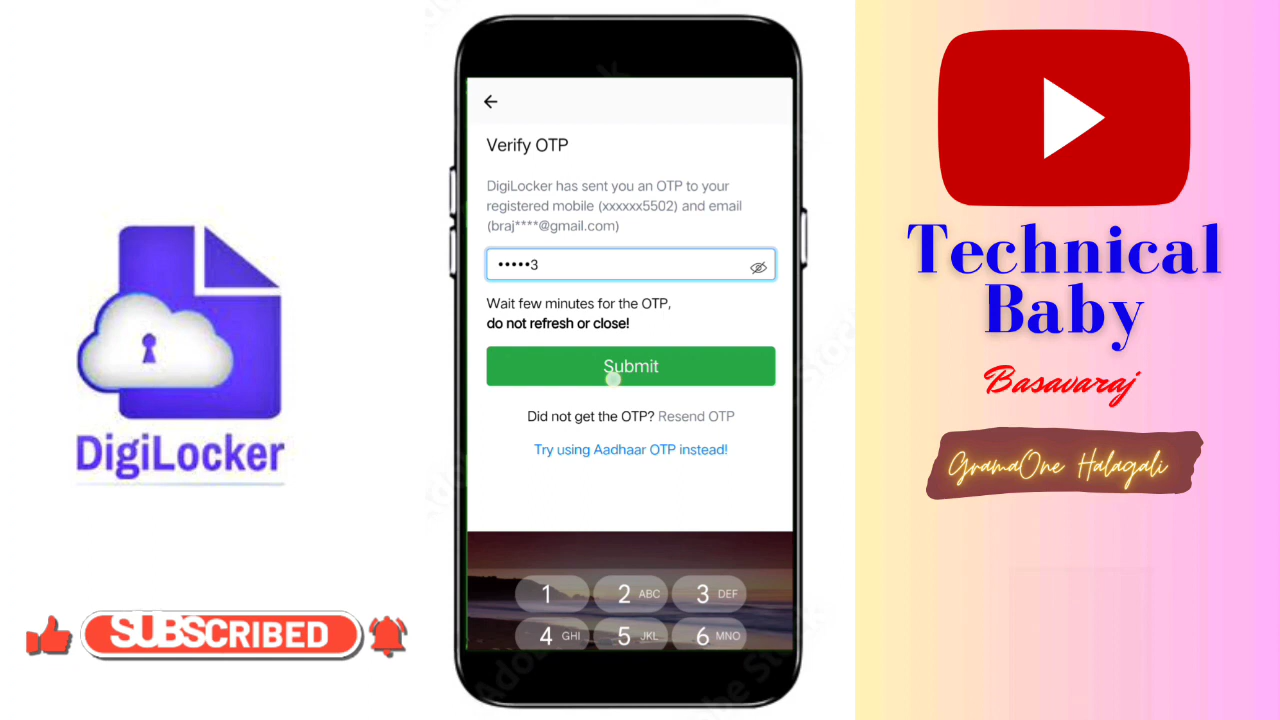 DigiLocker
SUBSCRIBED
Verify OTP
DigiLocker has sent you an OTP to your
registered mobile (xxxxxx5502) and email
(braj****@gmail.com)
•••••3
Wait few minutes for the OTP,
do not refresh or close!
Submit
Did not get the OTP? Resend OTP
Try using Aadhaar OTP instead!
1 2 ABC 3 DEF
4 GHI 5 JKL 6 MNO
Technical
Baby
Basavaraj
GramaOne Halagali